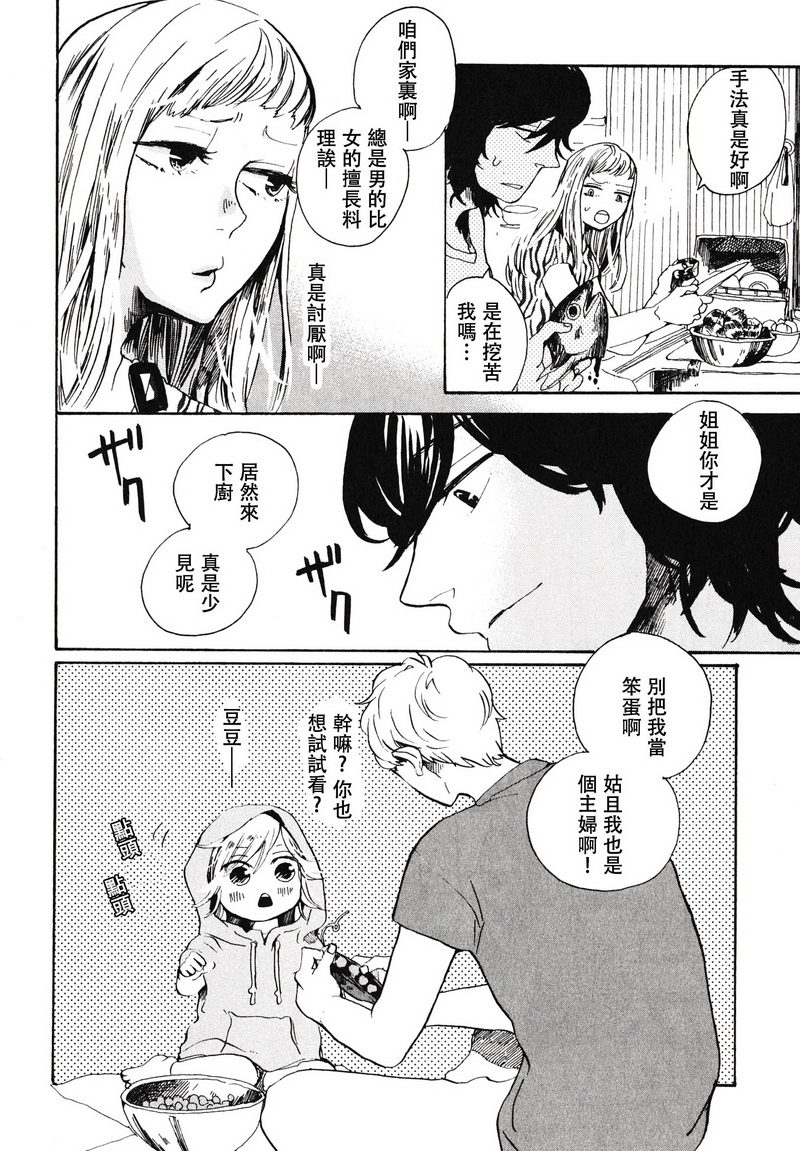 手法真是好啊
是在挖苦
我嗎…
咱們家裏啊—
總是男的比
女的擅長料
理誒—
真是討厭啊—
姐姐你才是
居然來
下廚
真是少
見呢
ザク
ザク
別把我當
笨蛋啊
姑且我也是
個主婦啊！
幹嘛？你也
想試試看？
豆豆—
點頭
點頭